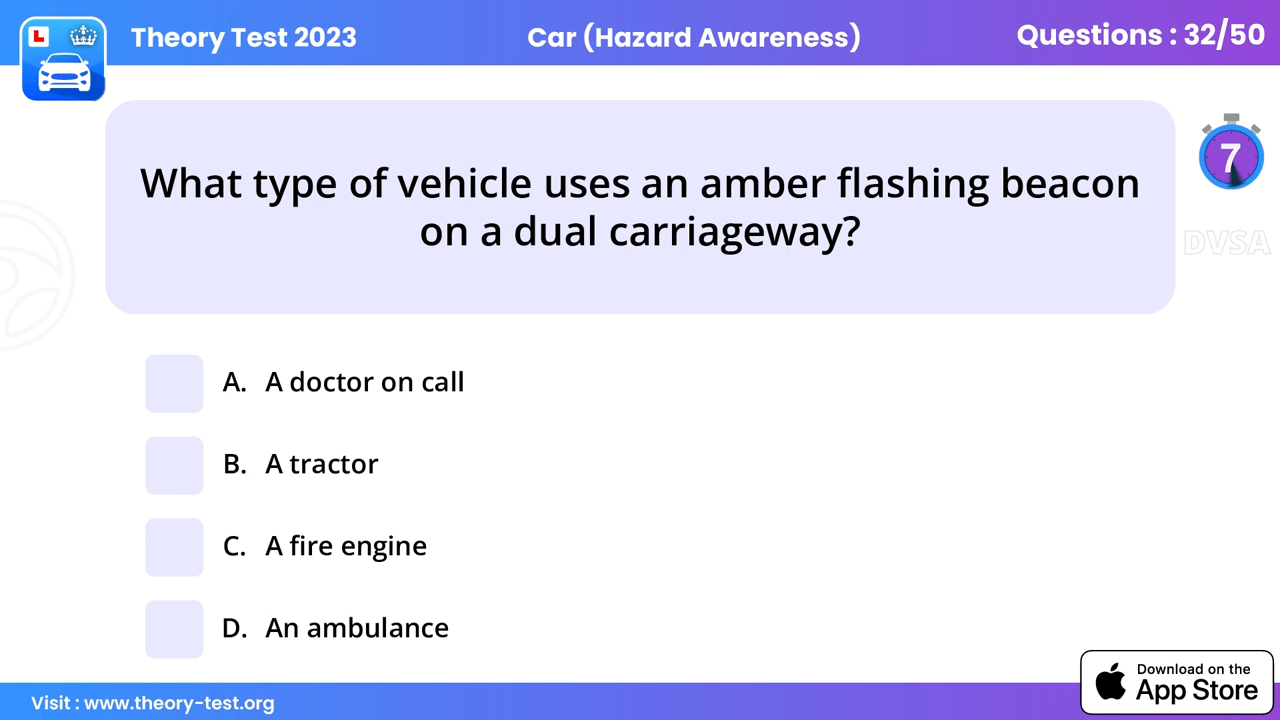 L
Theory Test 2023
Car (Hazard Awareness)
Questions : 32/50
What type of vehicle uses an amber flashing beacon
on a dual carriageway?
7
DVSA
A. A doctor on call
B. A tractor
C. A fire engine
D. An ambulance
Download on the
App Store
Visit : www.theory-test.org